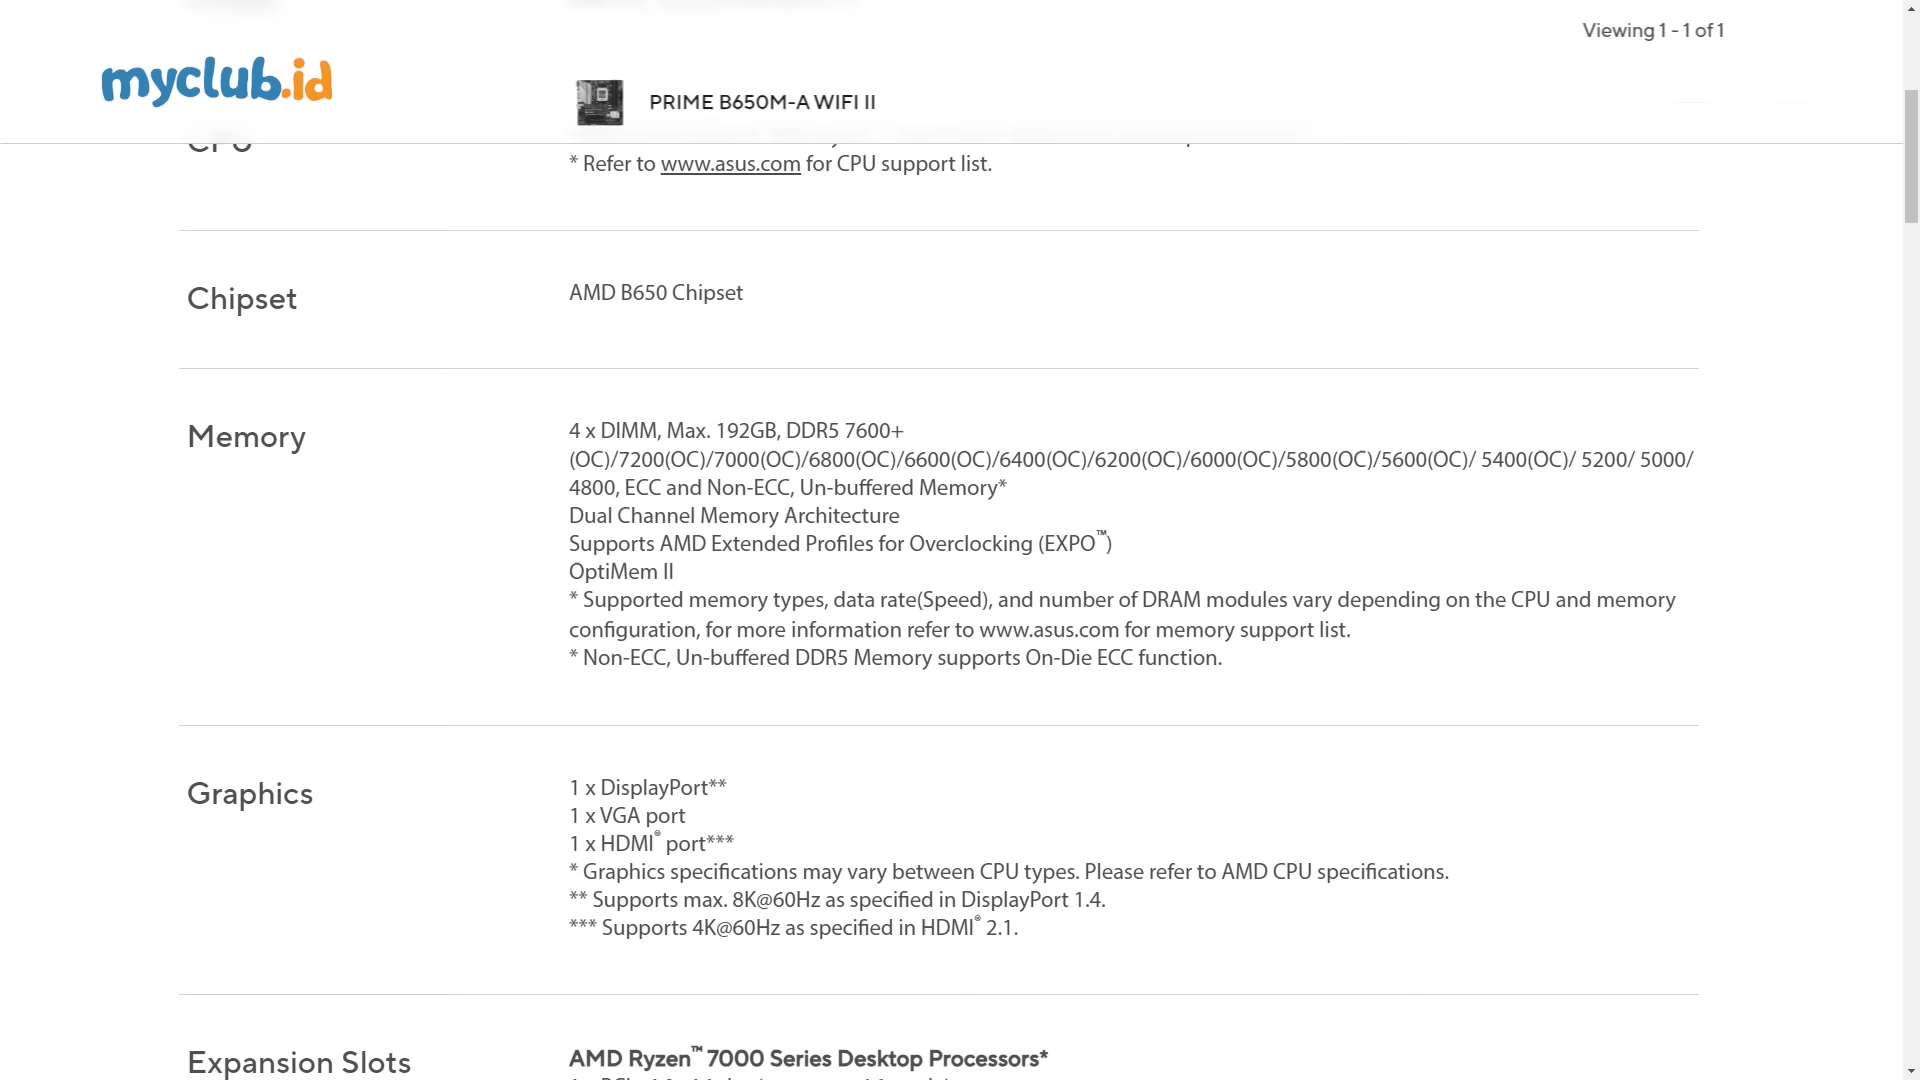 Viewing 1 - 1 of 1
myclub.id
PRIME B650M-A WIFI II
CPU
* Refer to www.asus.com for CPU support list.
Chipset
AMD B650 Chipset
Memory
4 x DIMM, Max. 192GB, DDR5 7600+
(OC)/7200(OC)/7000(OC)/6800(OC)/6600(OC)/6400(OC)/6200(OC)/6000(OC)/5800(OC)/5600(OC)/ 5400(OC)/ 5200/ 5000/
4800, ECC and Non-ECC, Un-buffered Memory*
Dual Channel Memory Architecture
Supports AMD Extended Profiles for Overclocking (EXPO™)
OptiMem II
* Supported memory types, data rate(Speed), and number of DRAM modules vary depending on the CPU and memory
configuration, for more information refer to www.asus.com for memory support list.
* Non-ECC, Un-buffered DDR5 Memory supports On-Die ECC function.
Graphics
1 x DisplayPort**
1 x VGA port
1 x HDMI® port***
* Graphics specifications may vary between CPU types. Please refer to AMD CPU specifications.
** Supports max. 8K@60Hz as specified in DisplayPort 1.4.
*** Supports 4K@60Hz as specified in HDMI® 2.1.
Expansion Slots
AMD Ryzen™ 7000 Series Desktop Processors*